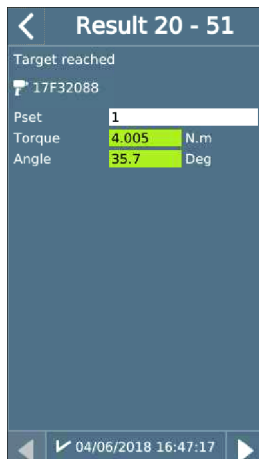 Result 20 - 51
Target reached
17F32088
Pset 1
Torque 4.005 N.m
Angle 35.7 Deg
04/06/2018 16:47:17